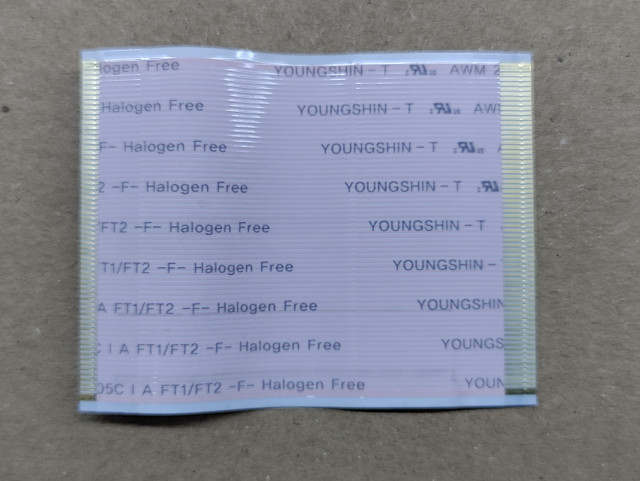 logen Free YOUNGSHIN - T AWM 2
Halogen Free YOUNGSHIN - T AW
F- Halogen Free YOUNGSHIN - T
2 -F- Halogen Free YOUNGSHIN - T
FT2 -F- Halogen Free YOUNGSHIN - T
T1/FT2 -F- Halogen Free YOUNGSHIN -
A FT1/FT2 -F- Halogen Free YOUNGSHIN
C I A FT1/FT2 -F- Halogen Free YOUNGS
05C I A FT1/FT2 -F- Halogen Free YOUN